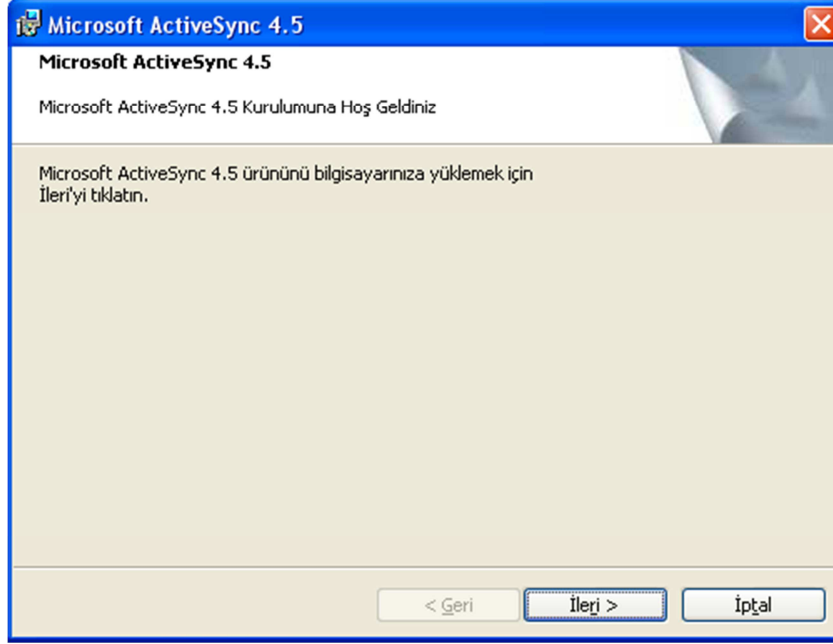 Microsoft ActiveSync 4.5
Microsoft ActiveSync 4.5
Microsoft ActiveSync 4.5 Kurulumuna Hoş Geldiniz
Microsoft ActiveSync 4.5 ürününü bilgisayarınıza yüklemek için
İleri'yi tıklatın.
< Geri
İleri >
İptal